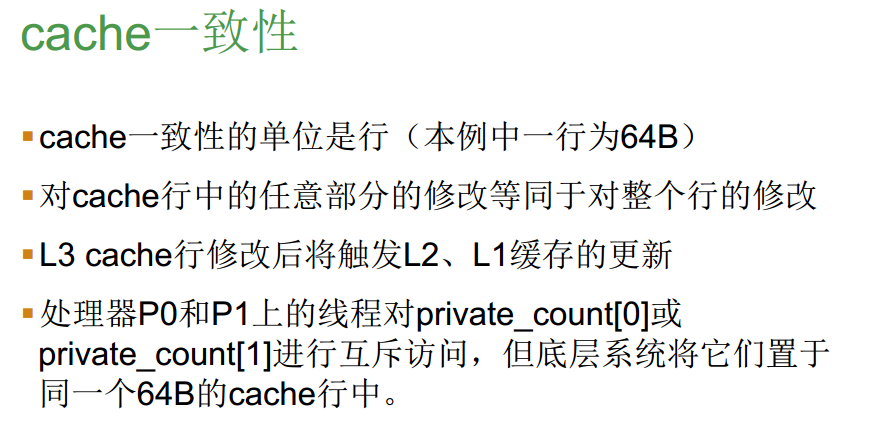 cache一致性
cache一致性的单位是行（本例中一行为64B）
对cache行中的任意部分的修改等同于对整个行的修改
L3 cache行修改后将触发L2、L1缓存的更新
处理器P0和P1上的线程对private_count[0]或
private_count[1]进行互斥访问，但底层系统将它们置于
同一个64B的cache行中。